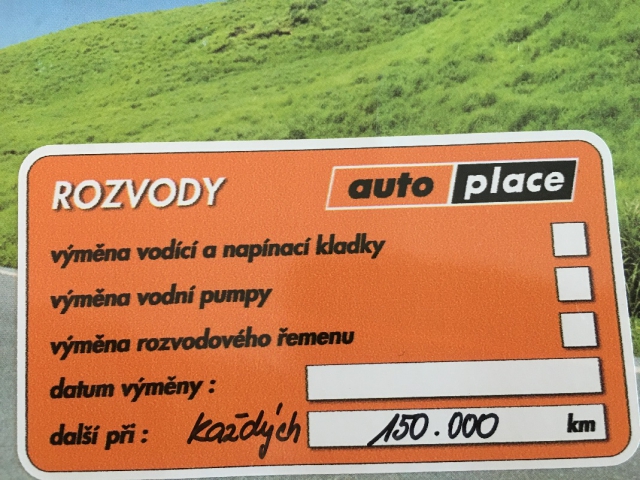 ROZVODY auto place
výměna vodící a napínací kladky
výměna vodní pumpy
výměna rozvodového řemenu
datum výměny :
další při : každých 150.000 km